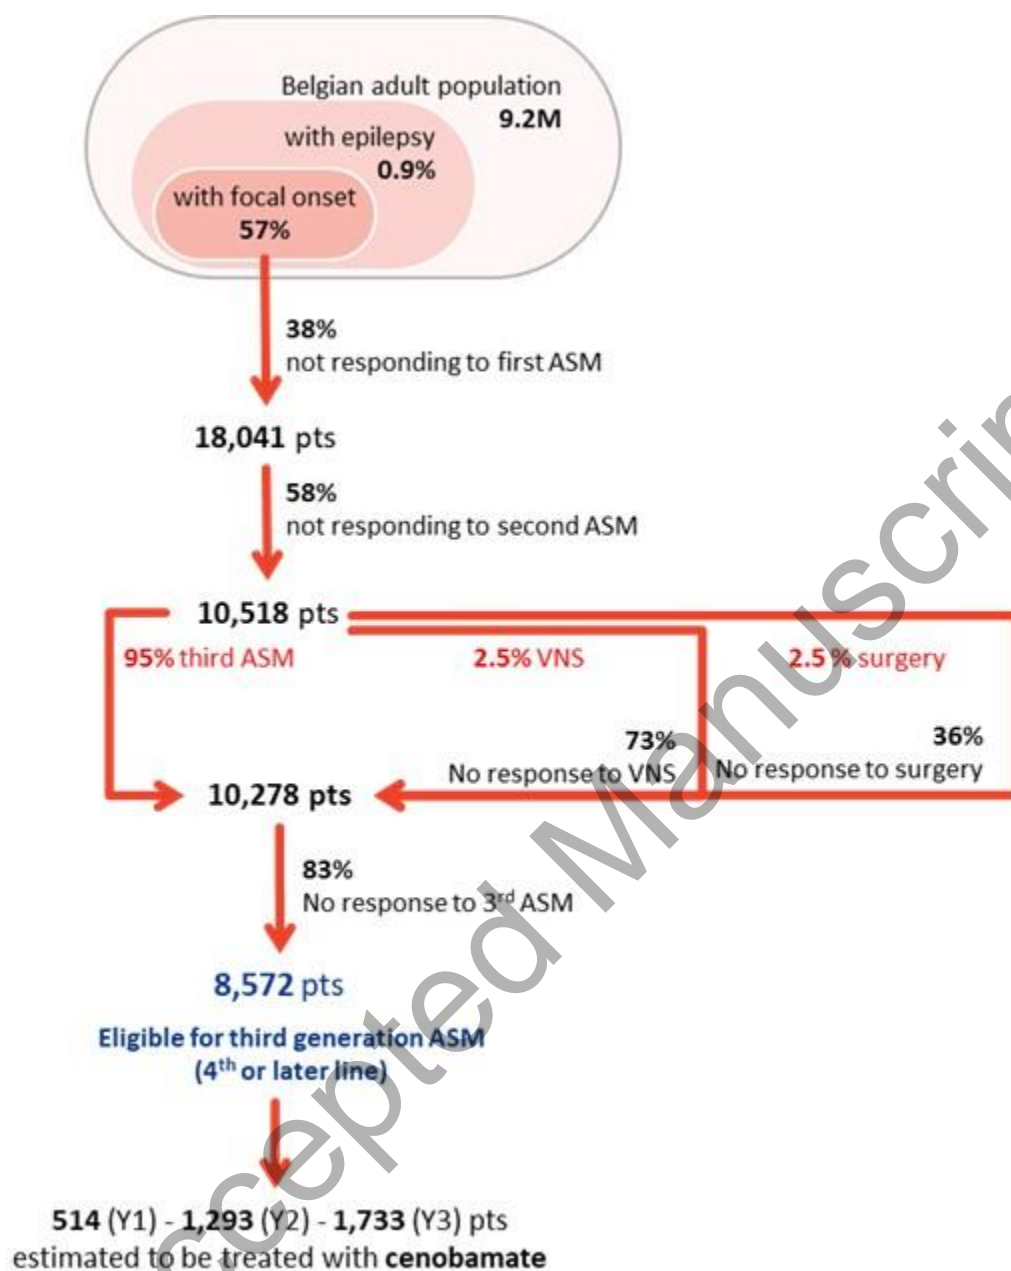 Belgian adult population
9.2M
with epilepsy
0.9%
with focal onset
57%
38%
not responding to first ASM
18,041 pts
58%
not responding to second ASM
10,518 pts
95% third ASM
2.5% VNS
2.5 % surgery
73%
No response to VNS
36%
No response to surgery
10,278 pts
83%
No response to 3rd ASM
8,572 pts
Eligible for third generation ASM
(4th or later line)
514 (Y1) - 1,293 (Y2) - 1,733 (Y3) pts
estimated to be treated with cenobamate